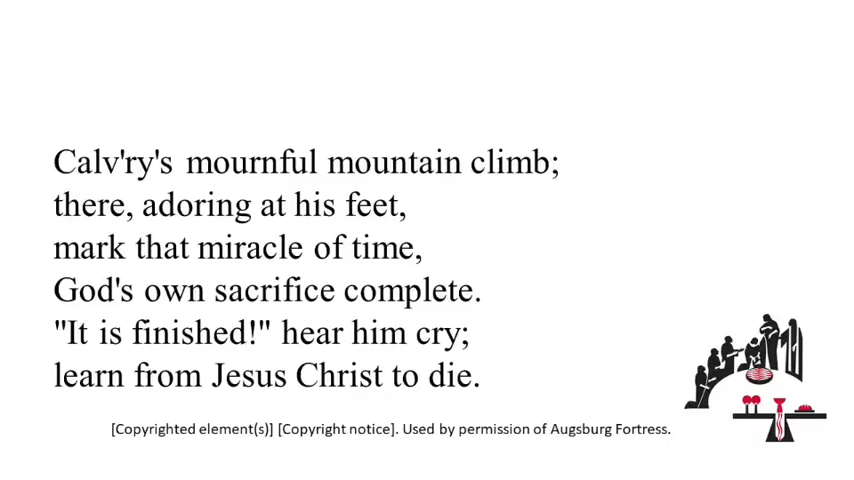 Calv'ry's mournful mountain climb;
there, adoring at his feet,
mark that miracle of time,
God's own sacrifice complete.
"It is finished!" hear him cry;
learn from Jesus Christ to die.
[Copyrighted element(s)] [Copyright notice]. Used by permission of Augsburg Fortress.